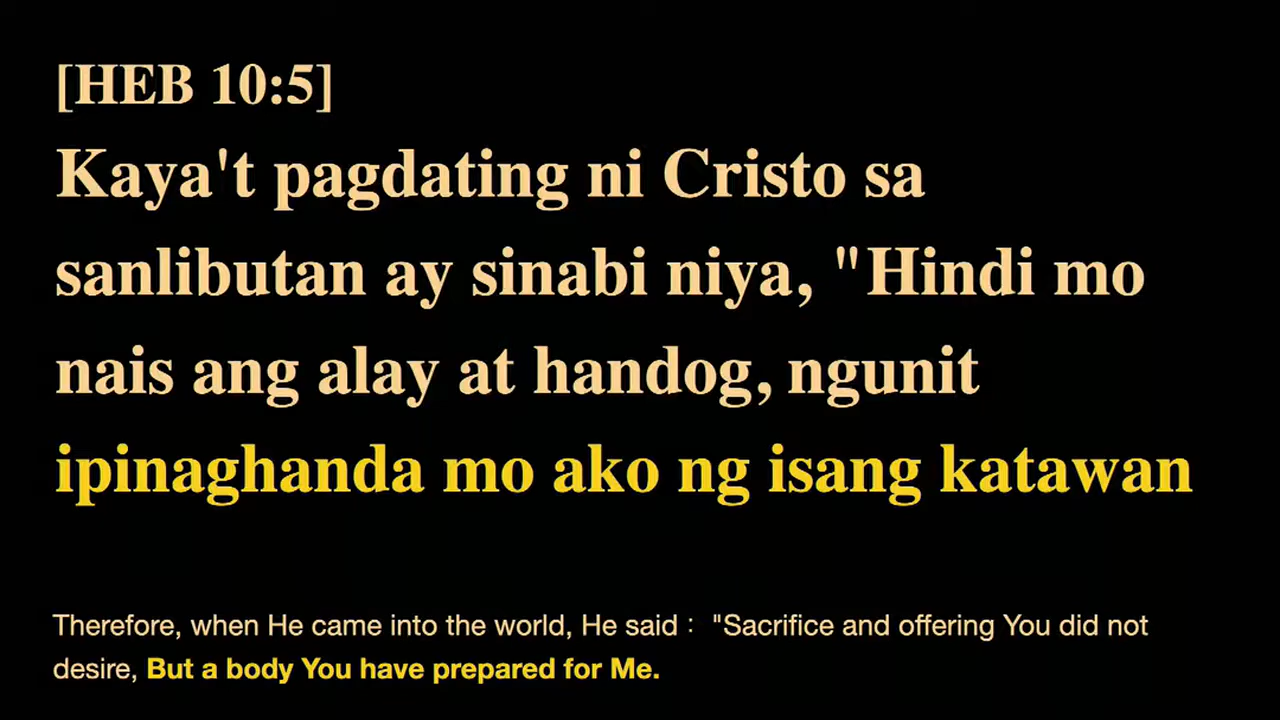 [HEB 10:5]
Kaya't pagdating ni Cristo sa
sanlibutan ay sinabi niya, "Hindi mo
nais ang alay at handog, ngunit
ipinaghanda mo ako ng isang katawan
Therefore, when He came into the world, He said : "Sacrifice and offering You did not
desire, But a body You have prepared for Me.